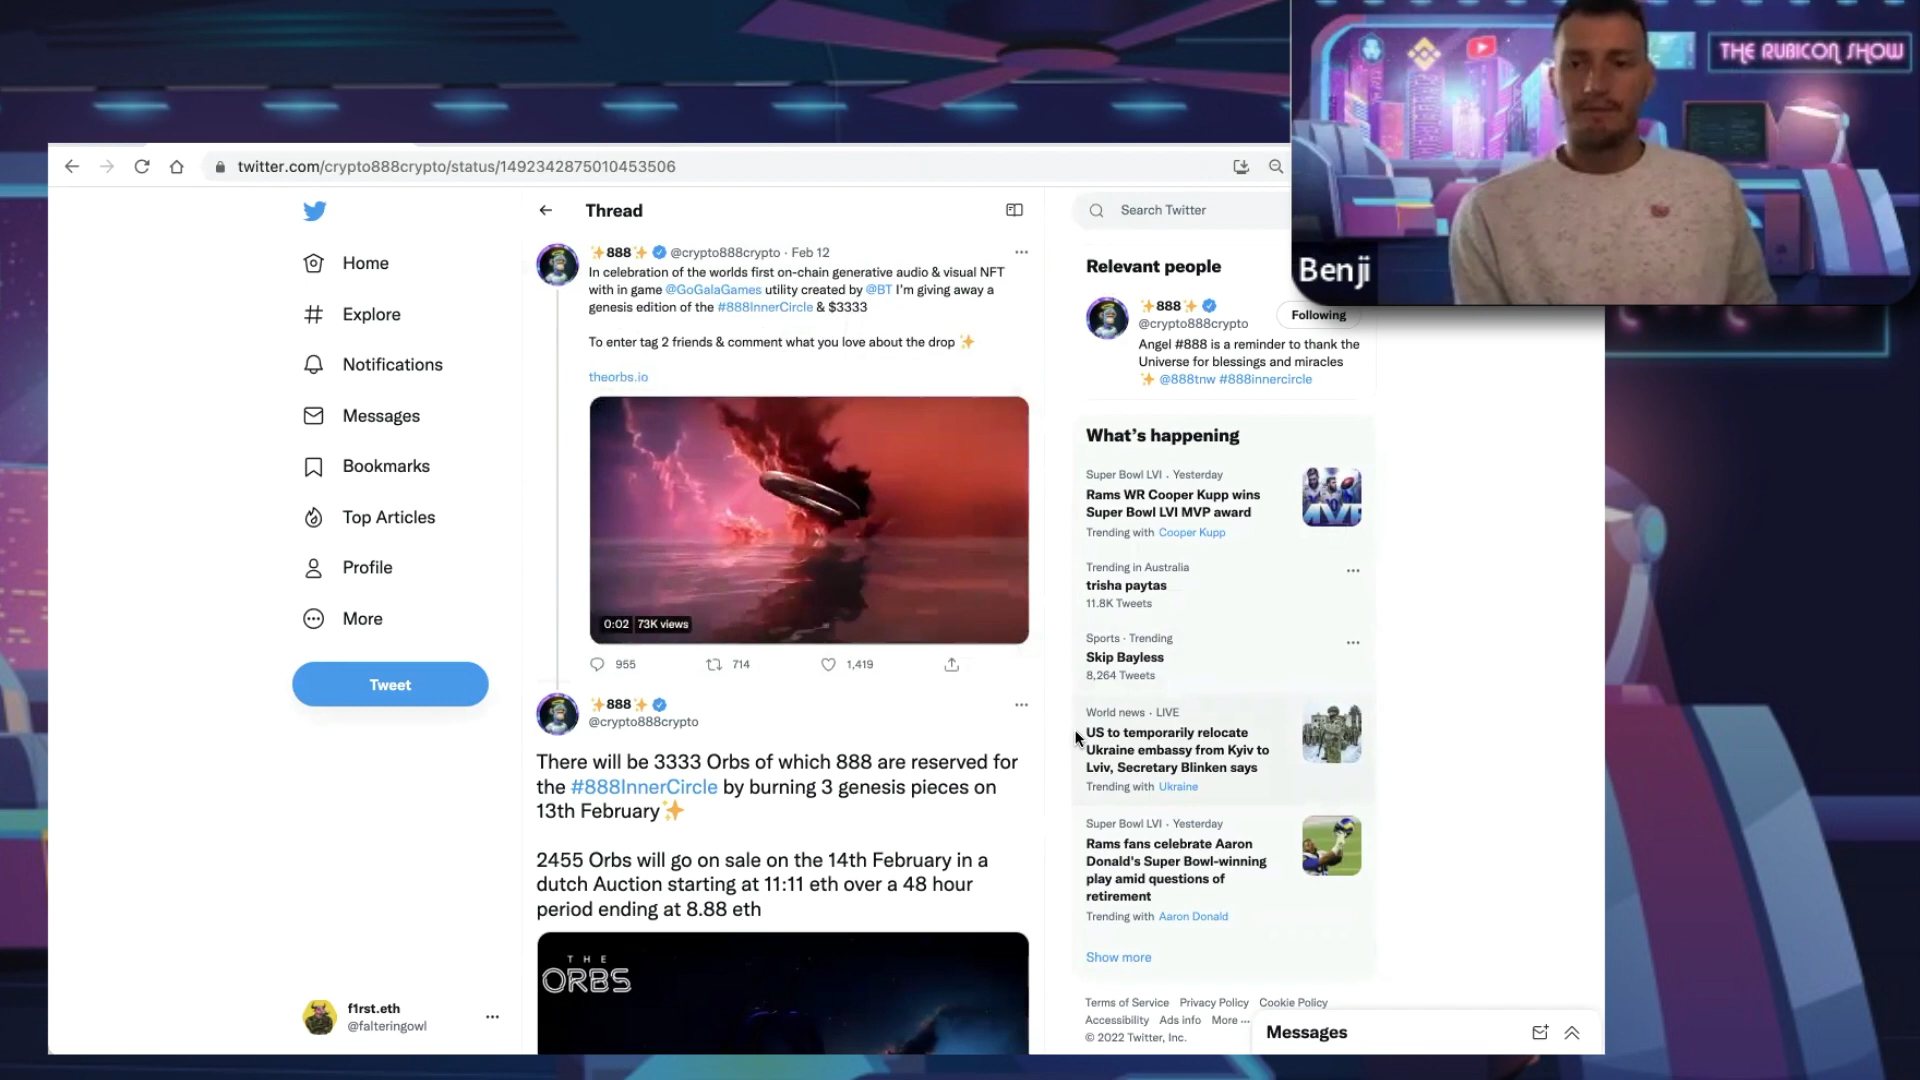 THE RUBICON SHOW
Benji
twitter.com/crypto888crypto/status/1492342875010453506
Home
Explore
Notifications
Messages
Bookmarks
Top Articles
Profile
More
Tweet
f1rst.eth
@falteringowl
Thread
✨888✨ @crypto888crypto · Feb 12
In celebration of the worlds first on-chain generative audio & visual NFT
with in game @GoGalaGames utility created by @BT I'm giving away a
genesis edition of the #888InnerCircle & $3333
To enter tag 2 friends & comment what you love about the drop ✨
theorbs.io
0:02 73K views
955 714 1,419
✨888✨
@crypto888crypto
There will be 3333 Orbs of which 888 are reserved for
the #888InnerCircle by burning 3 genesis pieces on
13th February✨
2455 Orbs will go on sale on the 14th February in a
dutch Auction starting at 11:11 eth over a 48 hour
period ending at 8.88 eth
THE
ORBS
Search Twitter
Relevant people
✨888✨
@crypto888crypto
Following
Angel #888 is a reminder to thank the
Universe for blessings and miracles
✨ @888tnw #888innercircle
What's happening
Super Bowl LVI · Yesterday
Rams WR Cooper Kupp wins
Super Bowl LVI MVP award
Trending with Cooper Kupp
MVP
Trending in Australia
trisha paytas
11.8K Tweets
Sports · Trending
Skip Bayless
8,264 Tweets
World news · LIVE
US to temporarily relocate
Ukraine embassy from Kyiv to
Lviv, Secretary Blinken says
Trending with Ukraine
Super Bowl LVI · Yesterday
Rams fans celebrate Aaron
Donald's Super Bowl-winning
play amid questions of
retirement
Trending with Aaron Donald
Show more
Terms of Service Privacy Policy Cookie Policy
Accessibility Ads info More ...
© 2022 Twitter, Inc.
Messages